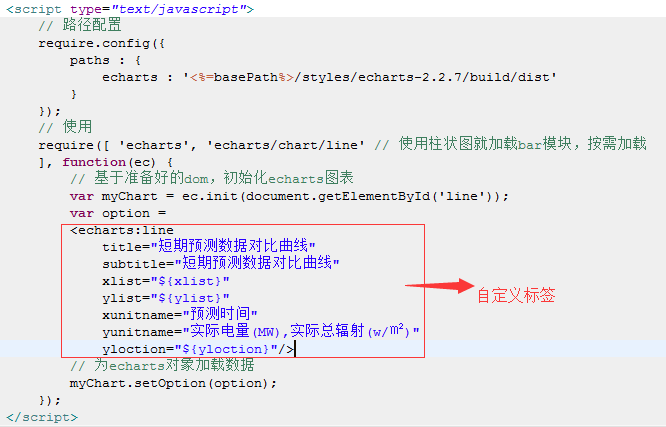 <script type="text/javascript">
// 路径配置
require.config({
paths : {
echarts : '<%=basePath%>/styles/echarts-2.2.7/build/dist'
}
});
// 使用
require([ 'echarts', 'echarts/chart/line' // 使用柱状图就加载bar模块，按需加载
], function(ec) {
// 基于准备好的dom，初始化echarts图表
var myChart = ec.init(document.getElementById('line'));
var option =
<echarts:line
title="短期预测数据对比曲线"
subtitle="短期预测数据对比曲线"
xlist="${xlist}"
ylist="${ylist}"
xunitname="预测时间"
yunitname="实际电量(MW),实际总辐射(w/㎡)"
yloction="${yloction}"/>
自定义标签
// 为echarts对象加载数据
myChart.setOption(option);
});
</script>